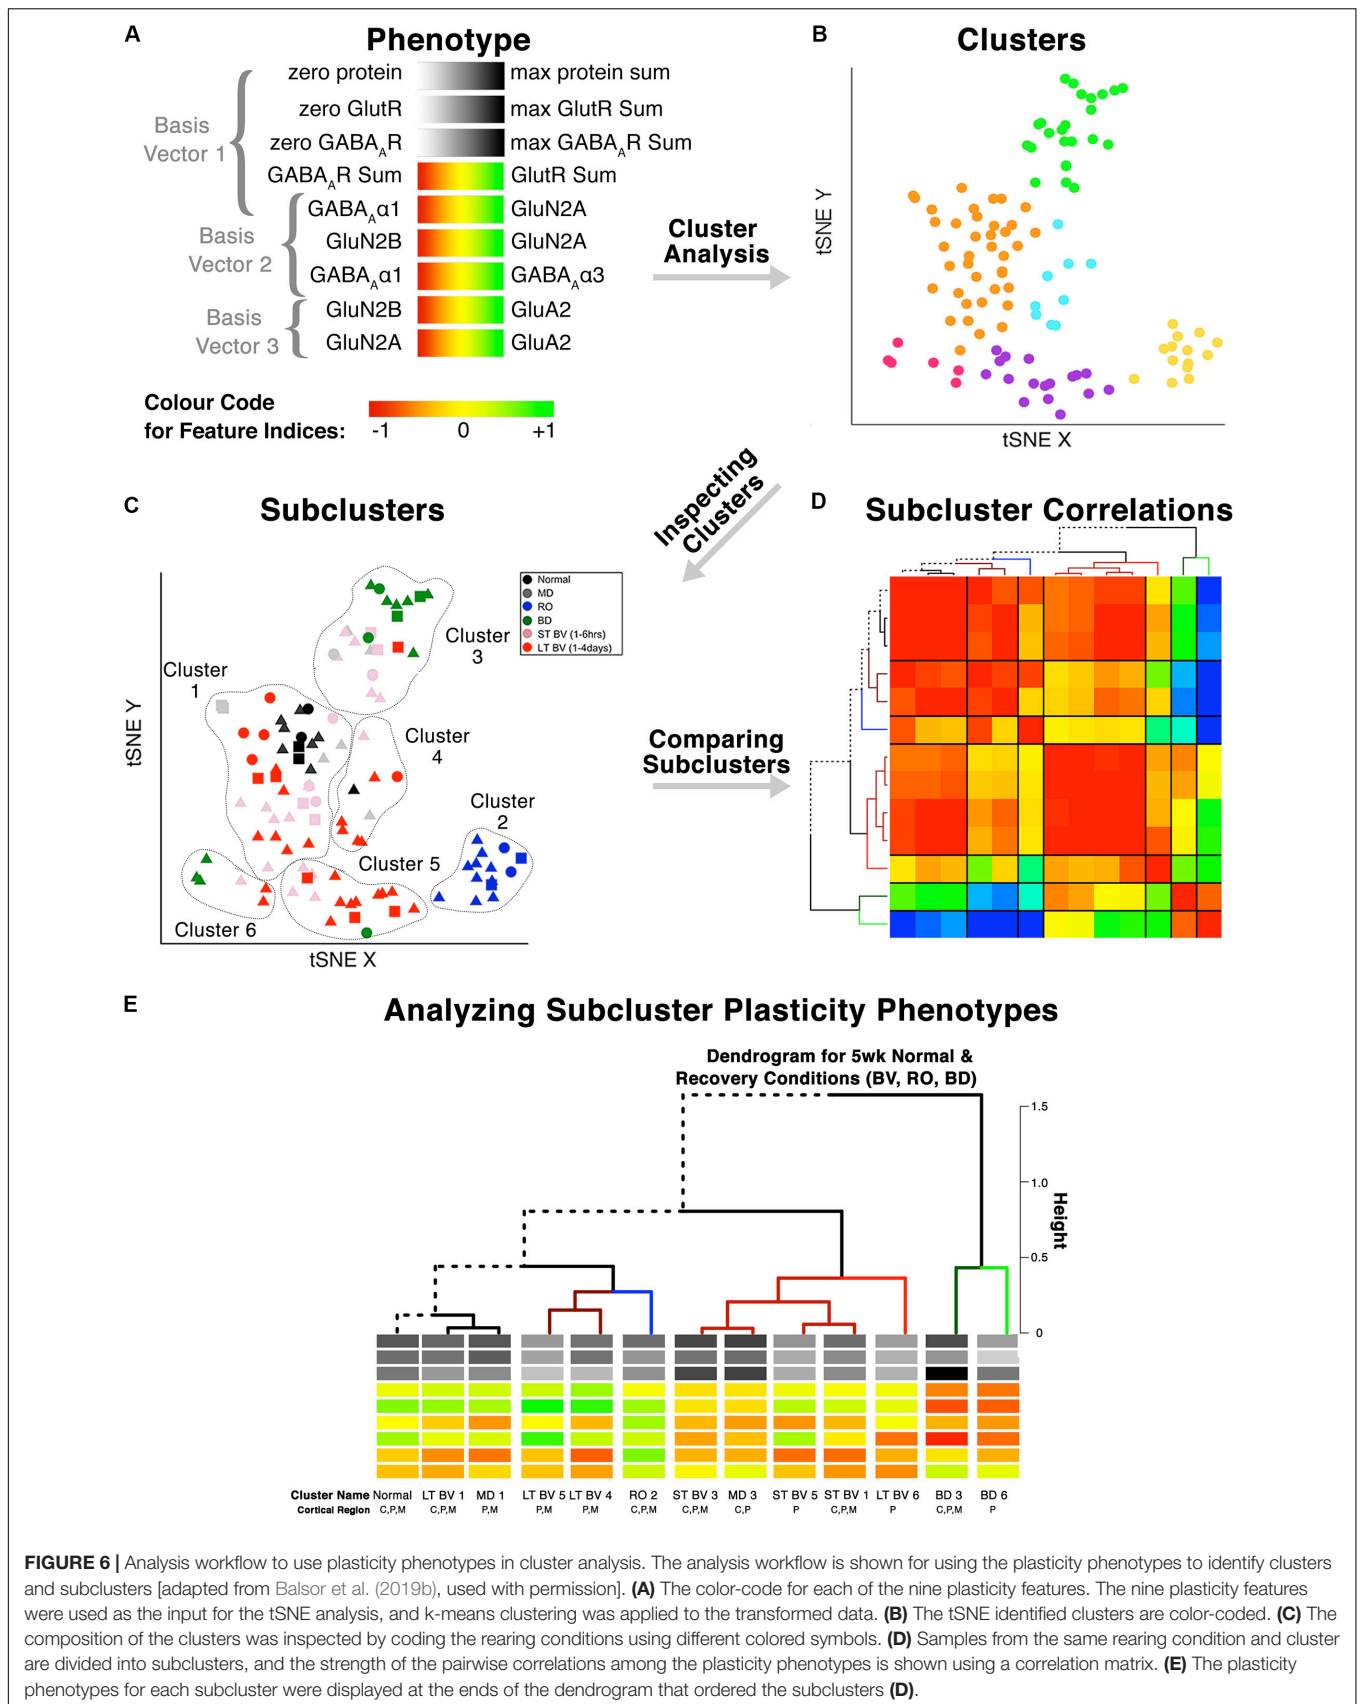 A
Phenotype
zero protein max protein sum
zero GlutR max GlutR Sum
zero GABAAR max GABAAR Sum
GABAAR Sum GlutR Sum
GABAAα1 GluN2A
GluN2B GluN2A
GABAAα1 GABAAα3
GluN2B GluA2
GluN2A GluA2
Basis
Vector 1
Basis
Vector 2
Basis
Vector 3
Colour Code
for Feature Indices: -1 0 +1
Cluster
Analysis
B
Clusters
tSNE Y
tSNE X
Inspecting
Clusters
C
Subclusters
Normal
MD
RO
BD
ST BV (1-6hrs)
LT BV (1-4days)
Cluster
3
Cluster
1
Cluster
4
Cluster
2
Cluster 5
Cluster 6
tSNE Y
tSNE X
Comparing
Subclusters
D
Subcluster Correlations
E
Analyzing Subcluster Plasticity Phenotypes
Dendrogram for 5wk Normal &
Recovery Conditions (BV, RO, BD)
1.5
1.0
0.5
0
Height
Cluster Name Normal LT BV 1 MD 1 LT BV 5 LT BV 4 RO 2 ST BV 3 MD 3 ST BV 5 ST BV 1 LT BV 6 BD 3 BD 6
Cortical Region C,P,M C,P,M P,M P,M P,M C,P,M C,P,M C,P P C,P,M P C,P,M P
FIGURE 6 | Analysis workflow to use plasticity phenotypes in cluster analysis. The analysis workflow is shown for using the plasticity phenotypes to identify clusters
and subclusters [adapted from Balsor et al. (2019b), used with permission]. (A) The color-code for each of the nine plasticity features. The nine plasticity features
were used as the input for the tSNE analysis, and k-means clustering was applied to the transformed data. (B) The tSNE identified clusters are color-coded. (C) The
composition of the clusters was inspected by coding the rearing conditions using different colored symbols. (D) Samples from the same rearing condition and cluster
are divided into subclusters, and the strength of the pairwise correlations among the plasticity phenotypes is shown using a correlation matrix. (E) The plasticity
phenotypes for each subcluster were displayed at the ends of the dendrogram that ordered the subclusters (D).